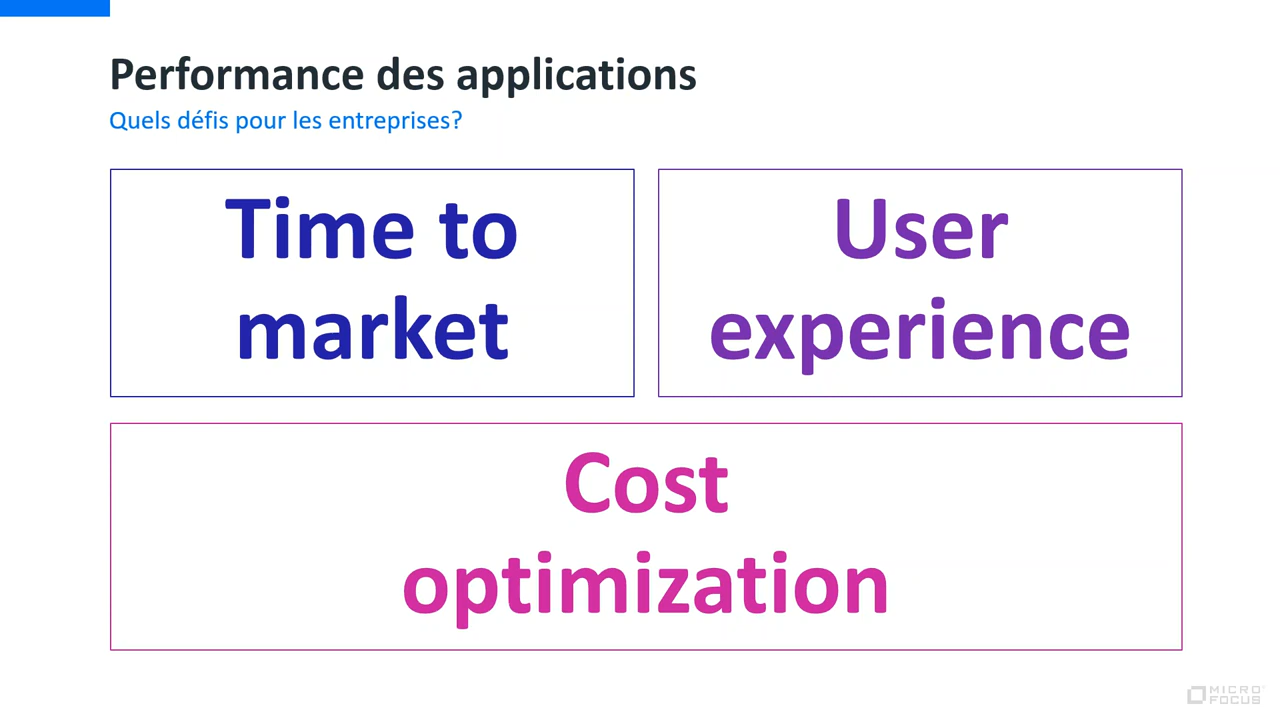 Performance des applications
Quels défis pour les entreprises?
Time to
market
User
experience
Cost
optimization
MICRO
FOCUS